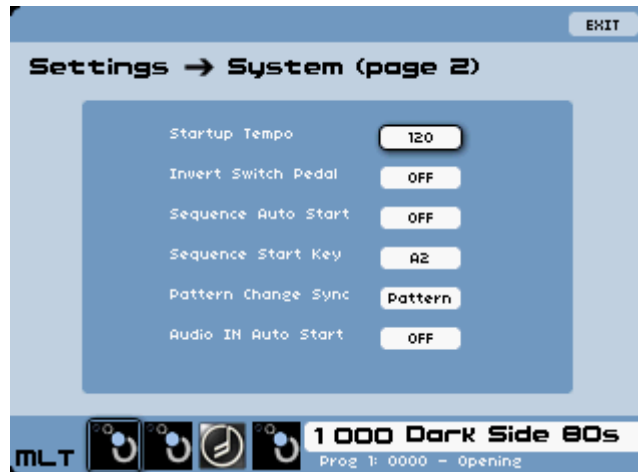 EXIT
Settings → System (page 2)
Startup Tempo 120
Invert Switch Pedal OFF
Sequence Auto Start OFF
Sequence Start Key A2
Pattern Change Sync Pattern
Audio IN Auto Start OFF
MLT
1 000 Dark Side 80s
Prog 1: 0000 - Opening